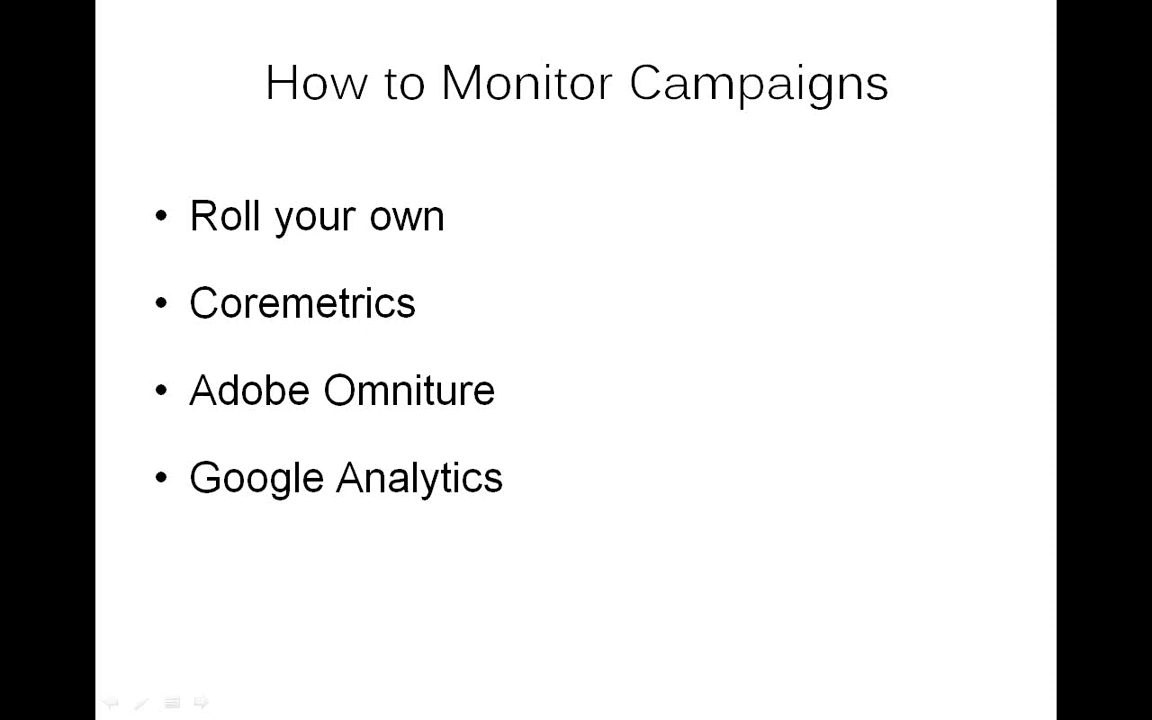 How to Monitor Campaigns
• Roll your own
• Coremetrics
• Adobe Omniture
• Google Analytics